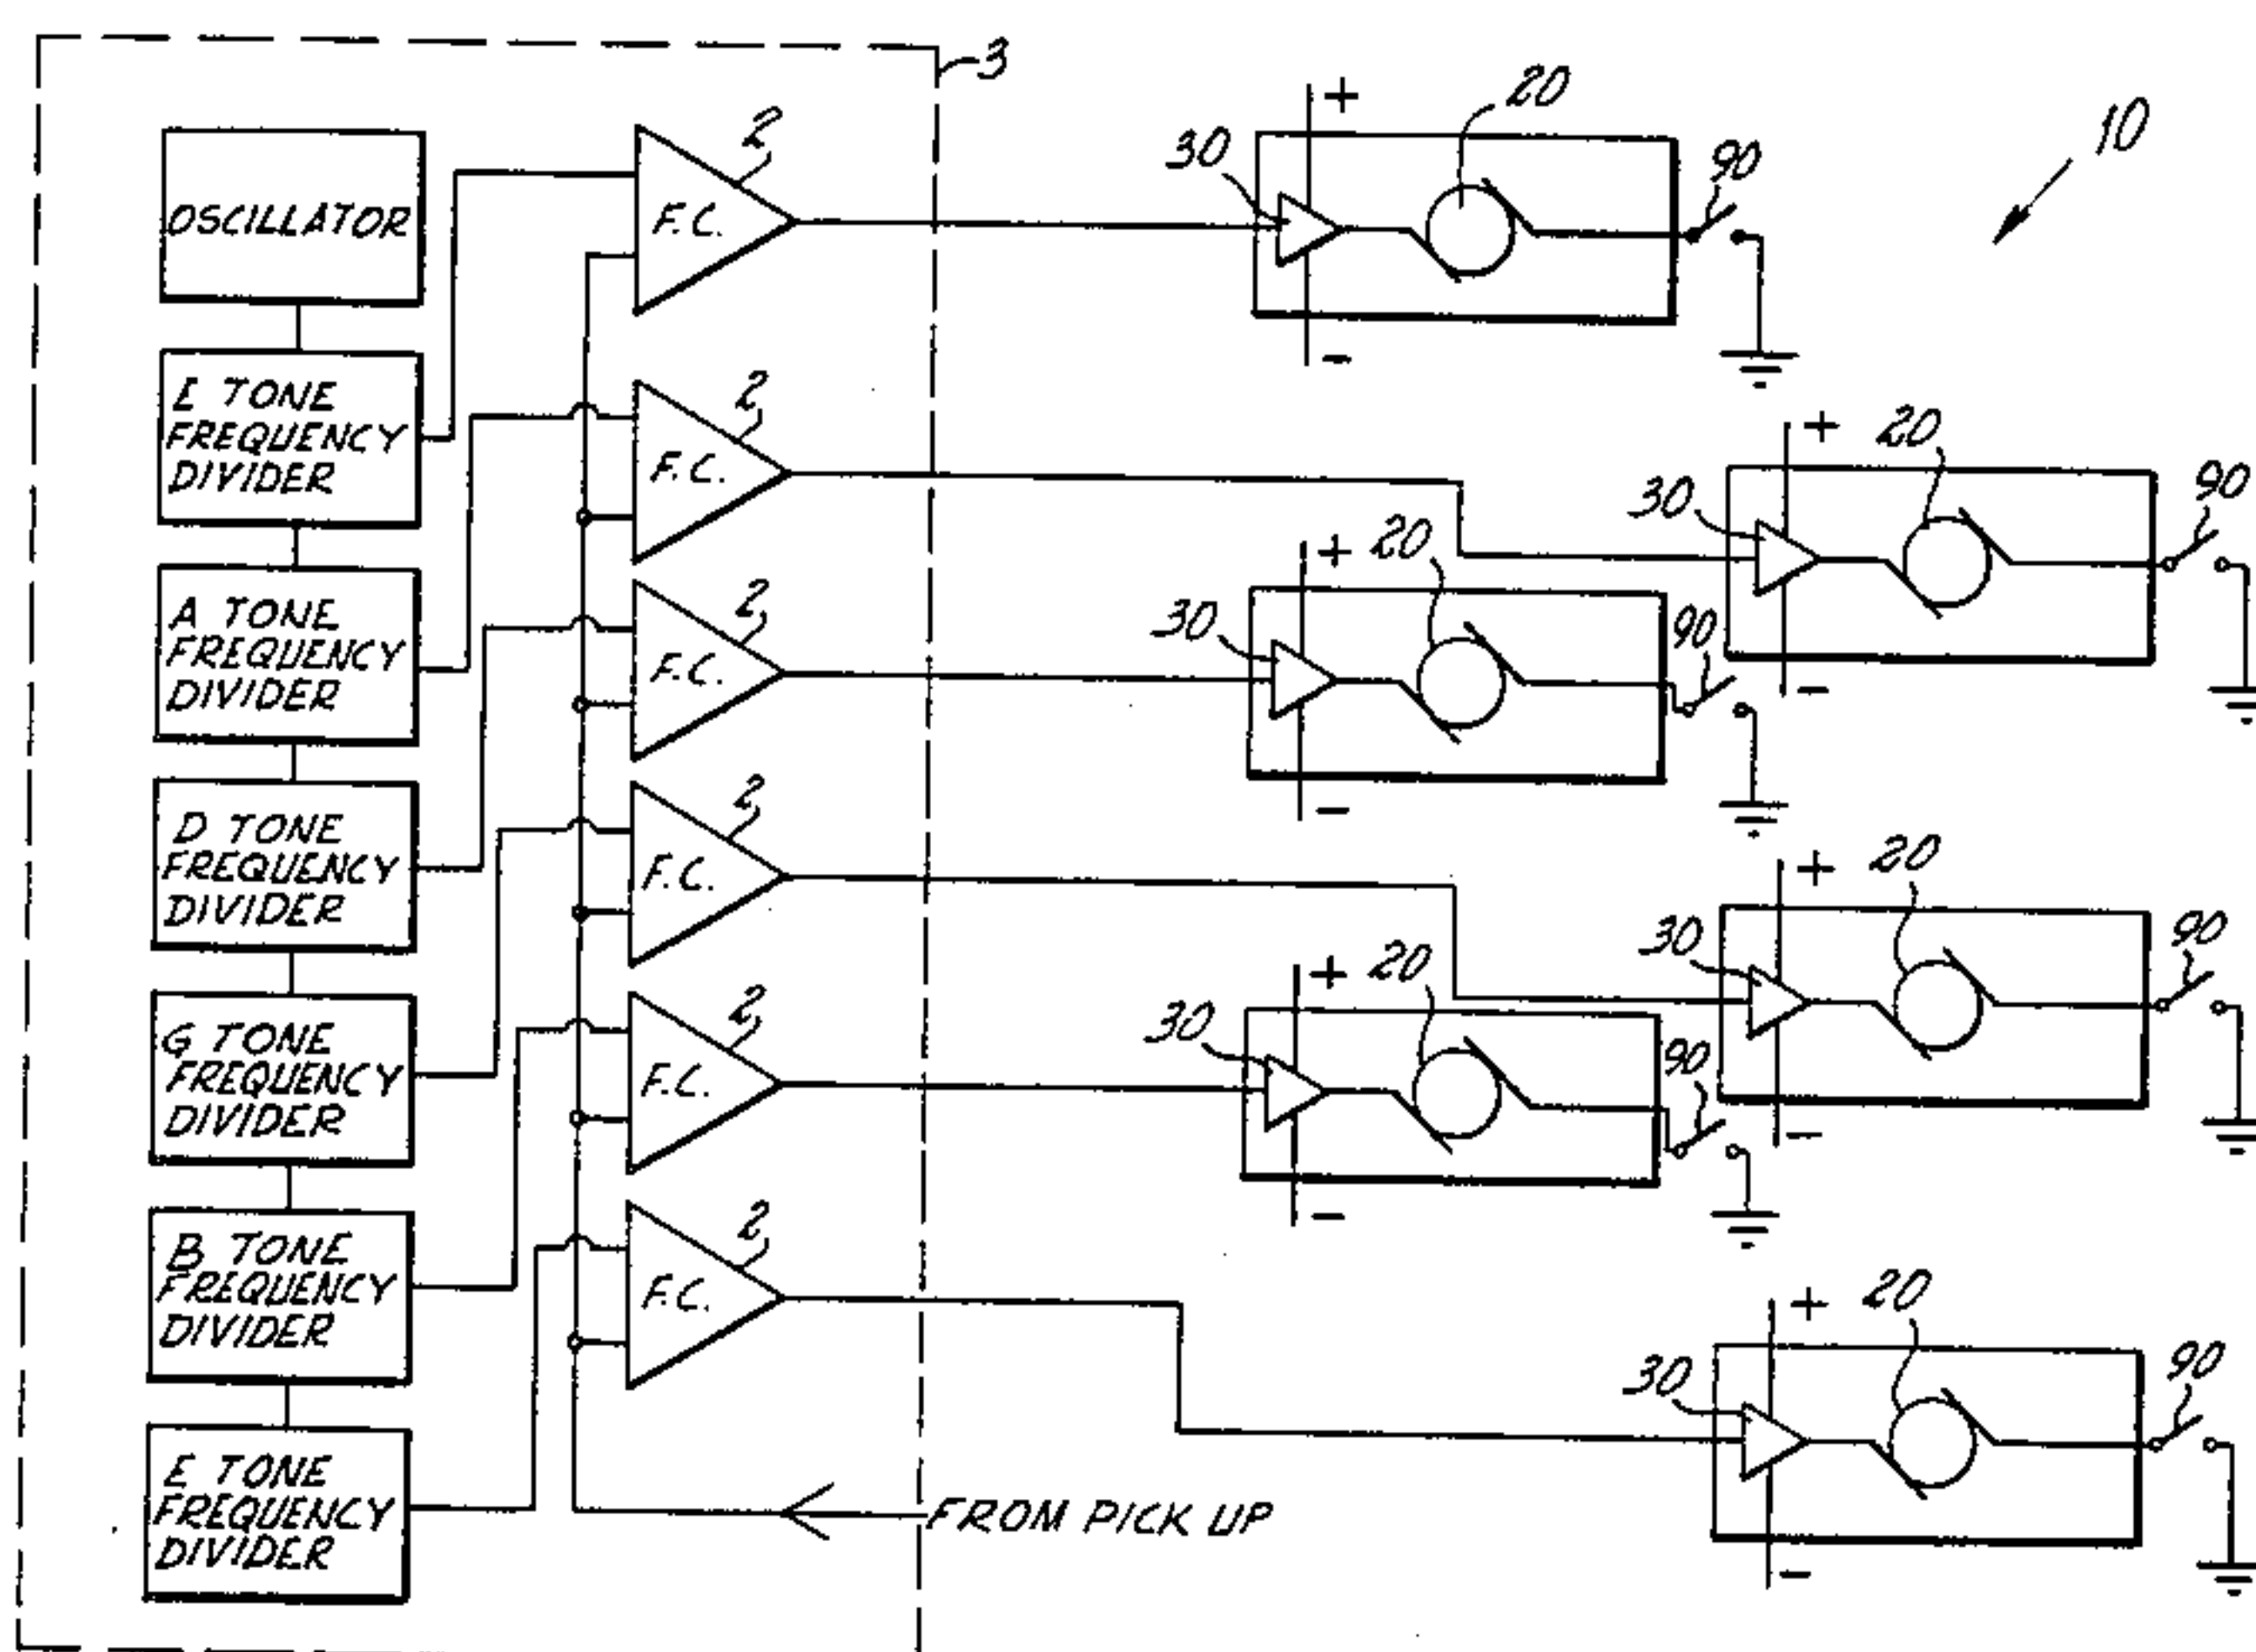 3
10
OSCILLATOR
E TONE
FREQUENCY
DIVIDER
A TONE
FREQUENCY
DIVIDER
D TONE
FREQUENCY
DIVIDER
G TONE
FREQUENCY
DIVIDER
B TONE
FREQUENCY
DIVIDER
E TONE
FREQUENCY
DIVIDER
2
F.C.
2
F.C.
2
F.C.
2
F.C.
2
F.C.
2
F.C.
FROM PICK UP
+
20
30
90
-
+
20
30
90
-
+
20
30
90
-
+
20
30
90
-
+
20
30
90
-
+
20
30
90
-